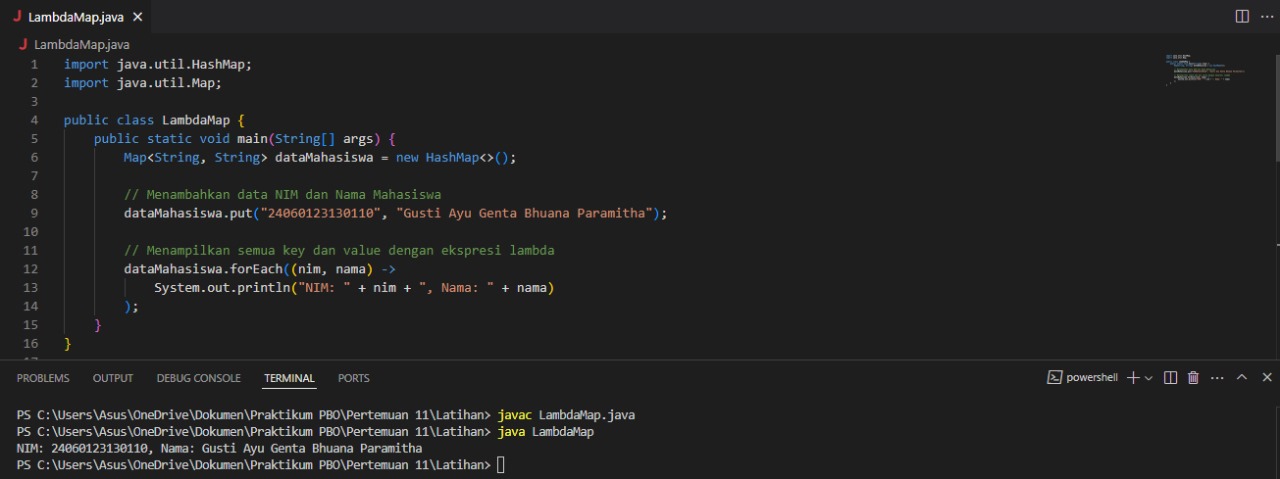 LambdaMap.java
LambdaMap.java
1 import java.util.HashMap;
2 import java.util.Map;
3
4 public class LambdaMap {
5     public static void main(String[] args) {
6         Map<String, String> dataMahasiswa = new HashMap<>();
7
8         // Menambahkan data NIM dan Nama Mahasiswa
9         dataMahasiswa.put("24060123130110", "Gusti Ayu Genta Bhuana Paramitha");
10
11         // Menampilkan semua key dan value dengan ekspresi lambda
12         dataMahasiswa.forEach((nim, nama) ->
13             System.out.println("NIM: " + nim + ", Nama: " + nama)
14         );
15     }
16 }
PROBLEMS OUTPUT DEBUG CONSOLE TERMINAL PORTS powershell
PS C:\Users\Asus\OneDrive\Dokumen\Praktikum PBO\Pertemuan 11\Latihan> javac LambdaMap.java
PS C:\Users\Asus\OneDrive\Dokumen\Praktikum PBO\Pertemuan 11\Latihan> java LambdaMap
NIM: 24060123130110, Nama: Gusti Ayu Genta Bhuana Paramitha
PS C:\Users\Asus\OneDrive\Dokumen\Praktikum PBO\Pertemuan 11\Latihan>